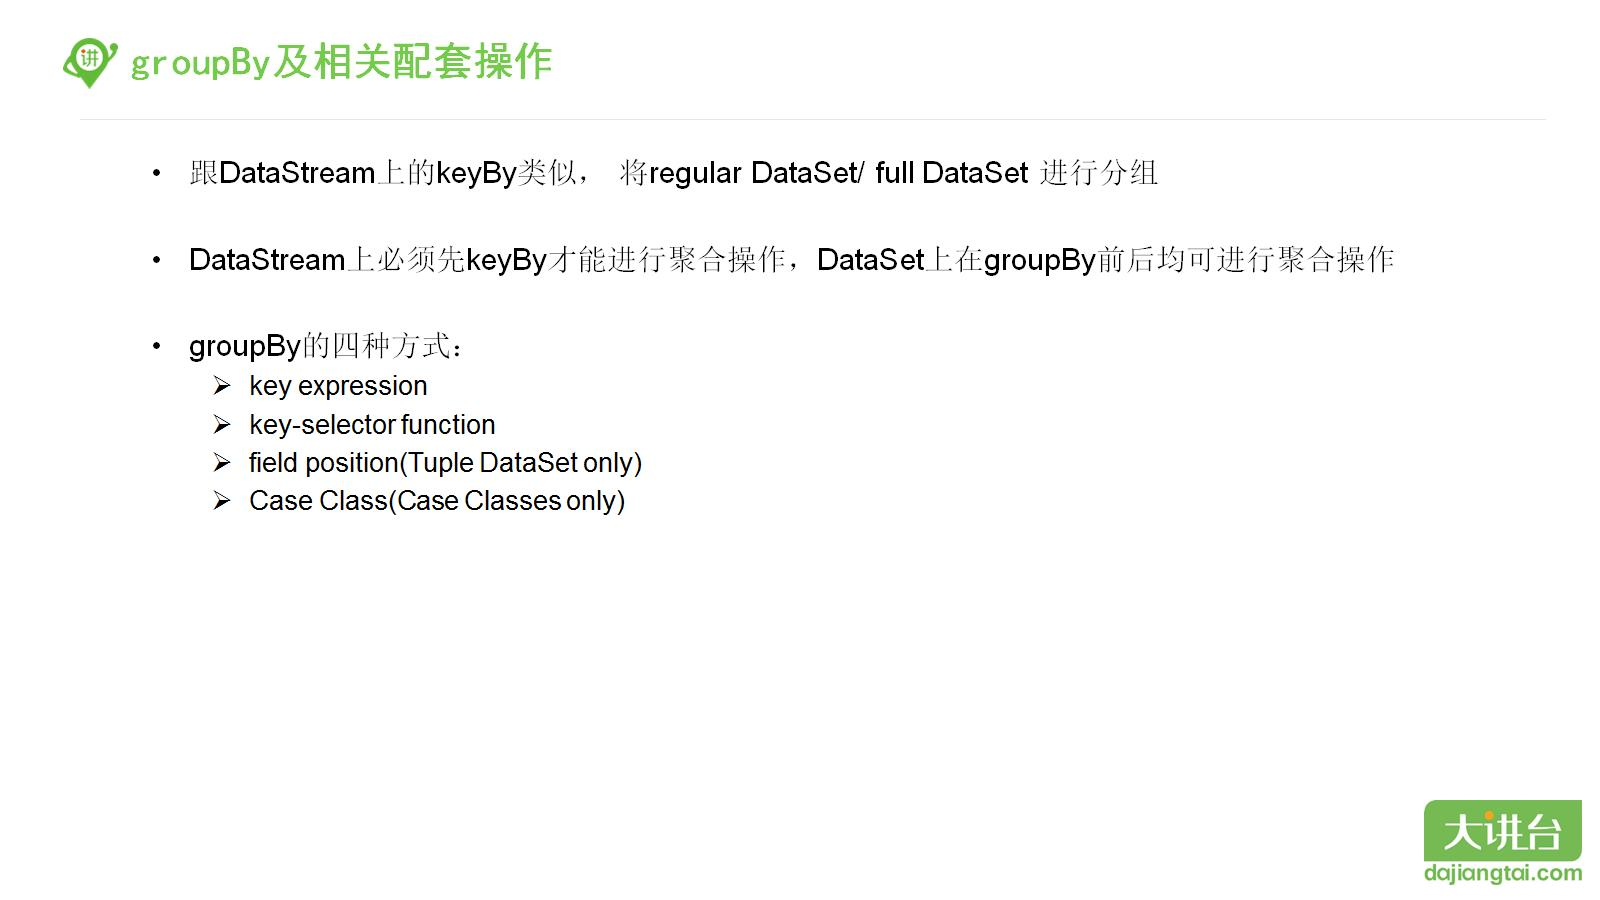 讲
groupBy及相关配套操作
• 跟DataStream上的keyBy类似， 将regular DataSet/ full DataSet 进行分组
• DataStream上必须先keyBy才能进行聚合操作，DataSet上在groupBy前后均可进行聚合操作
• groupBy的四种方式：
➢ key expression
➢ key-selector function
➢ field position(Tuple DataSet only)
➢ Case Class(Case Classes only)
大讲台
dajiangtai.com